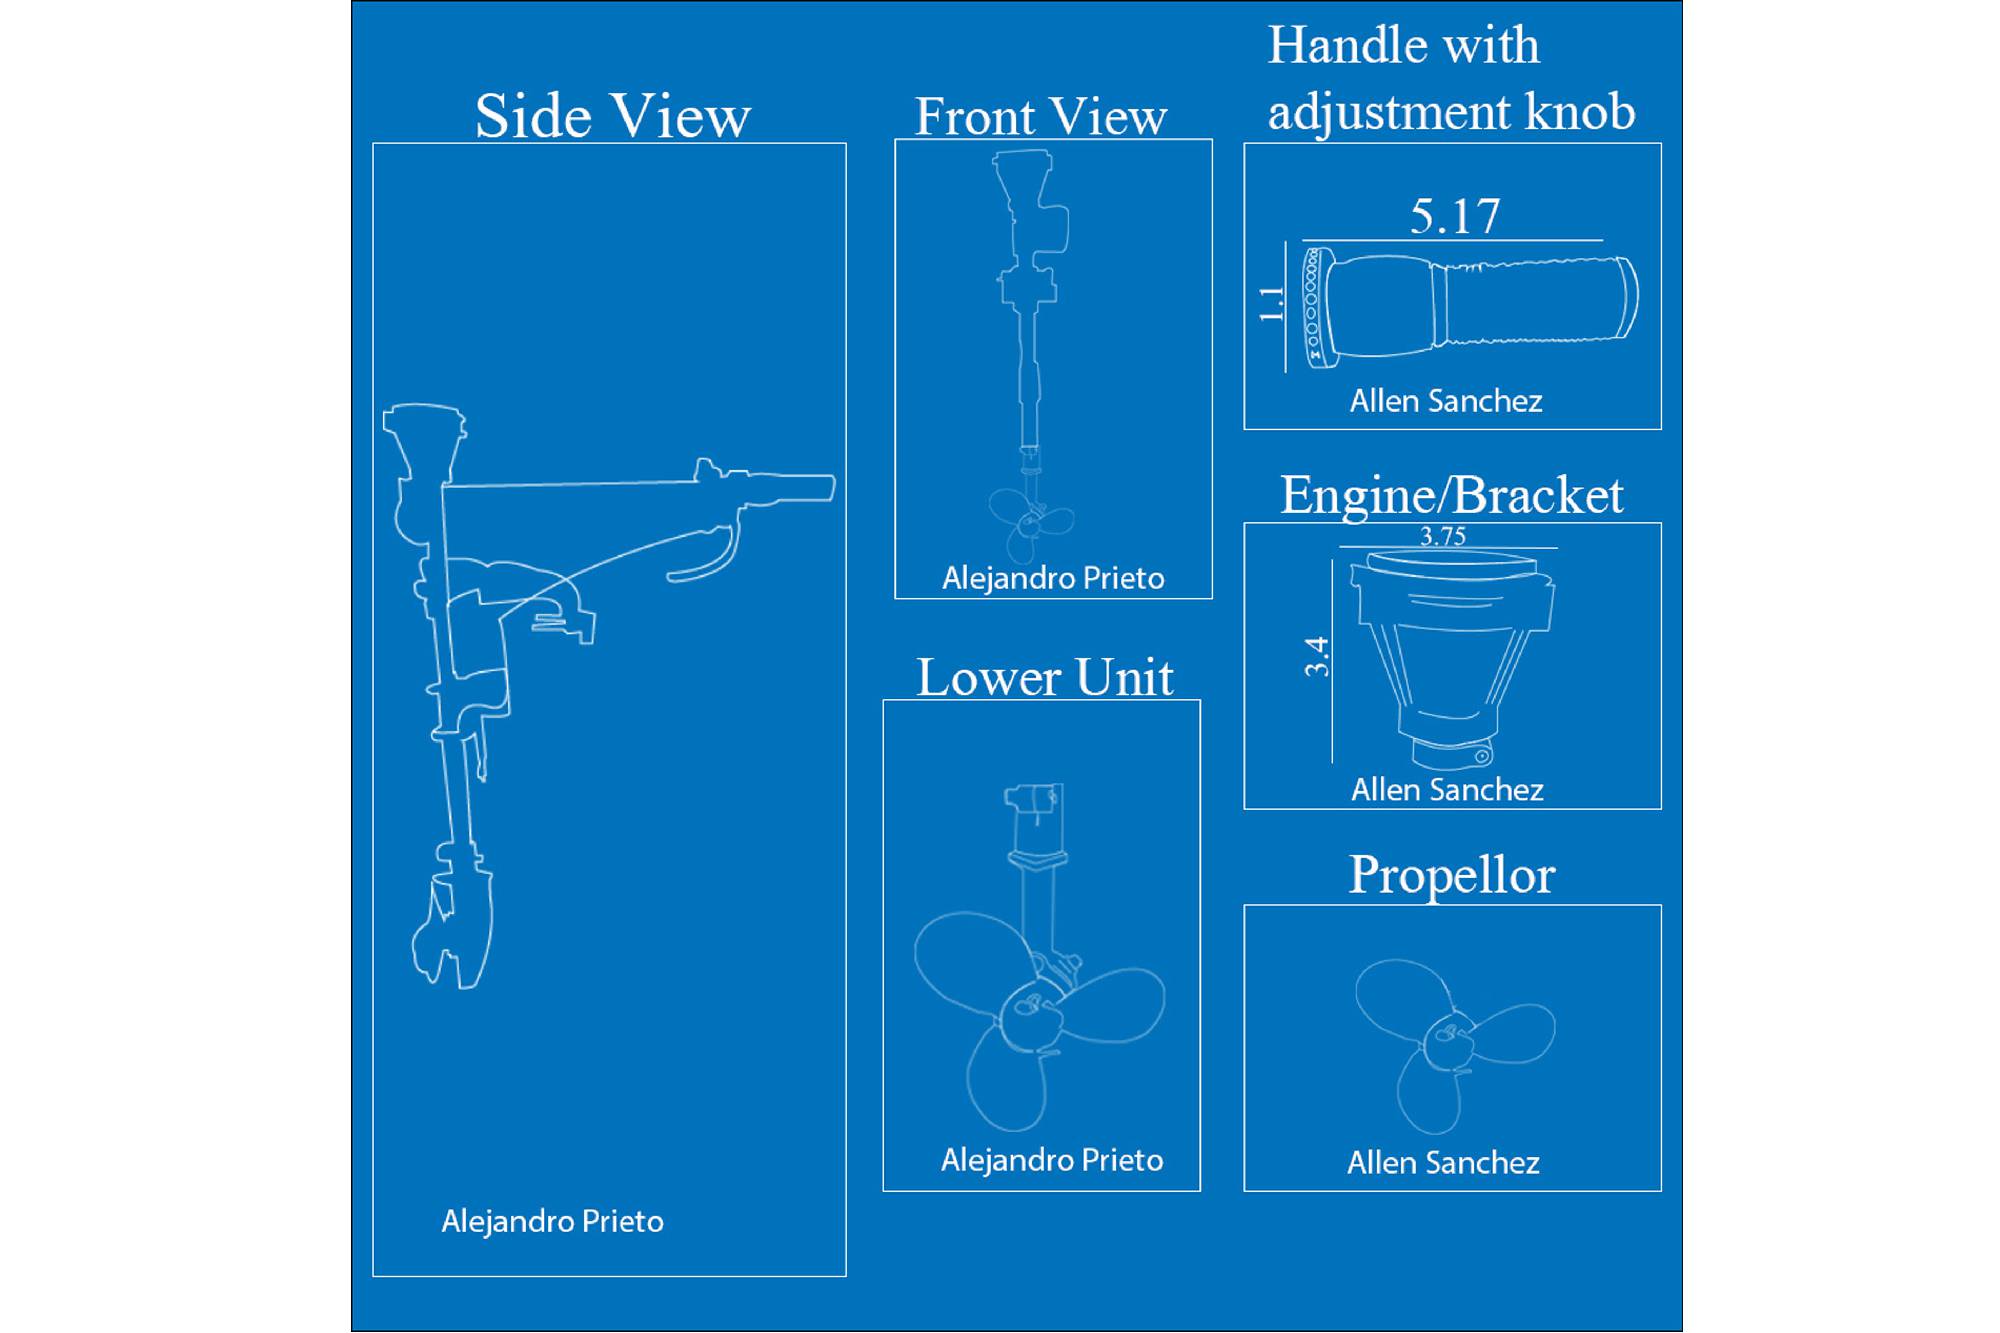 Side View
Alejandro Prieto
Front View
Alejandro Prieto
Lower Unit
Alejandro Prieto
Handle with
adjustment knob
5.17
1.1
Allen Sanchez
Engine/Bracket
3.75
3.4
Allen Sanchez
Propellor
Allen Sanchez